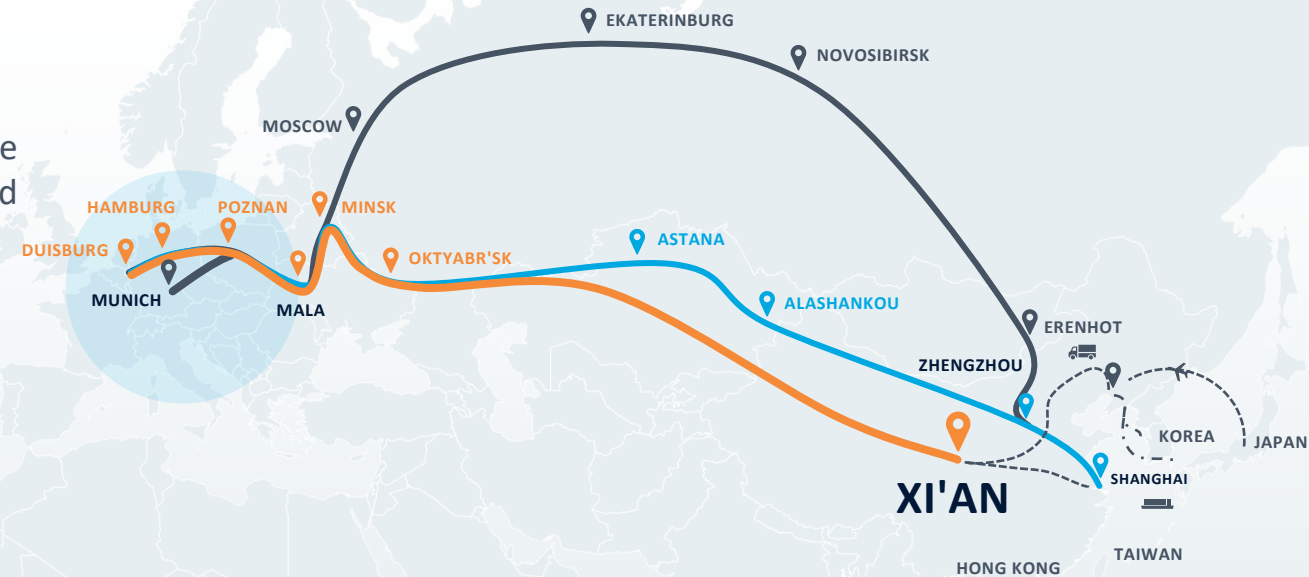 EKATERINBURG
NOVOSIBIRSK
MOSCOW
e
d
HAMBURG
POZNAN
MINSK
DUISBURG
OKTYABR'SK
ASTANA
MUNICH
MALA
ALASHANKOU
ERENHOT
ZHENGZHOU
KOREA
JAPAN
SHANGHAI
XI'AN
TAIWAN
HONG KONG